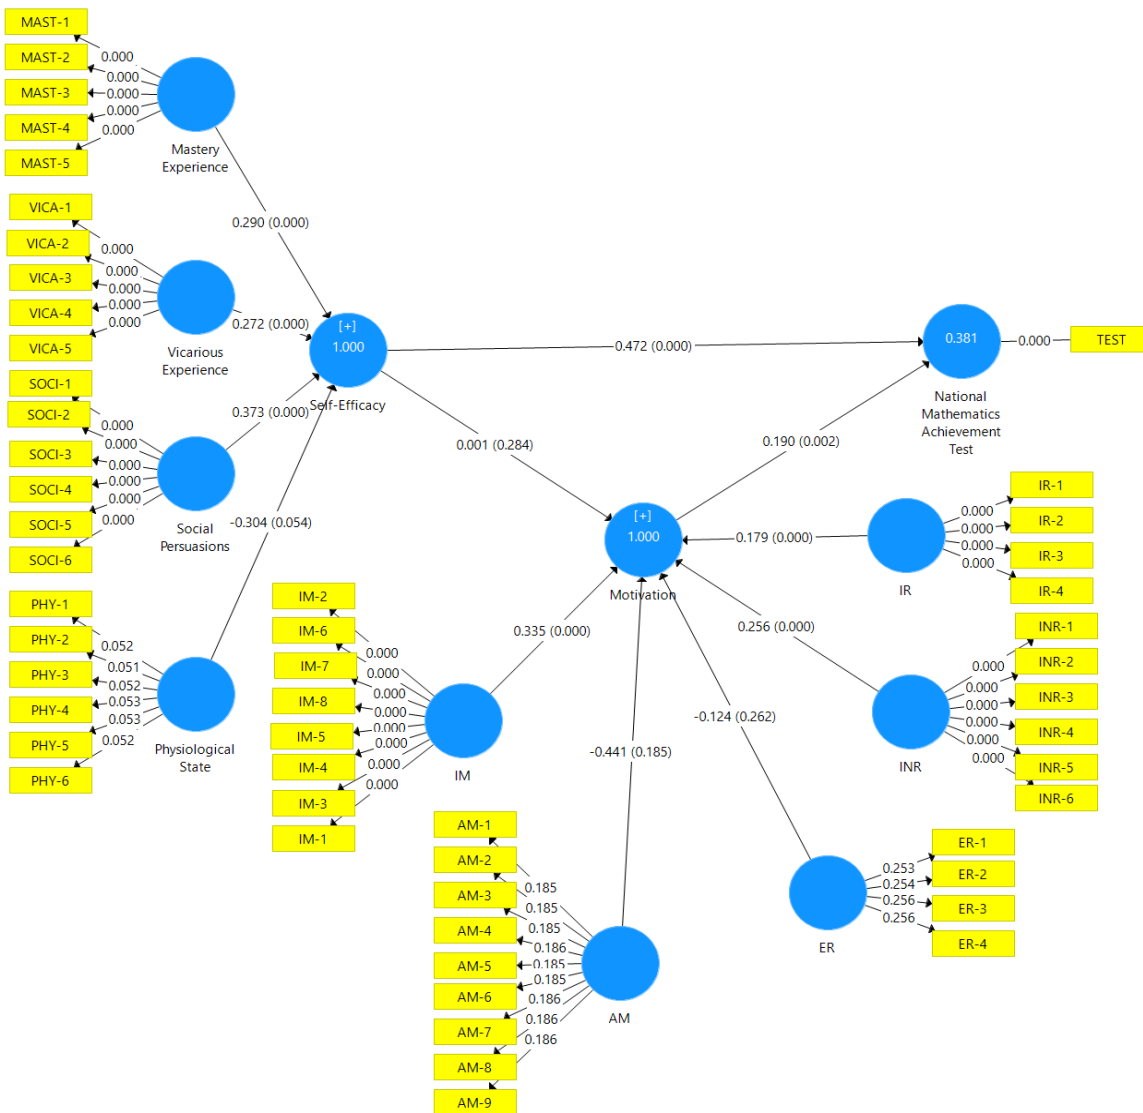 MAST-1
MAST-2
MAST-3
MAST-4
MAST-5
0.000
0.000
0.000
0.000
0.000
Mastery
Experience
0.290 (0.000)
VICA-1
VICA-2
VICA-3
VICA-4
VICA-5
0.000
0.000
0.000
0.000
0.000
Vicarious
Experience
0.272 (0.000)
[+]
1.000
Self-Efficacy
0.472 (0.000)
0.381
National
Mathematics
Achievement
Test
0.000
TEST
SOCI-1
SOCI-2
SOCI-3
SOCI-4
SOCI-5
SOCI-6
0.000
0.000
0.000
0.000
0.000
0.000
Social
Persuasions
0.373 (0.000)
0.001 (0.284)
0.190 (0.002)
-0.304 (0.054)
[+]
1.000
Motivation
0.179 (0.000)
IR
0.000
0.000
0.000
0.000
IR-1
IR-2
IR-3
IR-4
PHY-1
PHY-2
PHY-3
PHY-4
PHY-5
PHY-6
0.052
0.051
0.052
0.053
0.053
0.052
Physiological
State
IM-2
IM-6
IM-7
IM-8
IM-5
IM-4
IM-3
IM-1
0.000
0.000
0.000
0.000
0.000
0.000
0.000
0.000
IM
0.335 (0.000)
0.256 (0.000)
INR
0.000
0.000
0.000
0.000
0.000
0.000
INR-1
INR-2
INR-3
INR-4
INR-5
INR-6
-0.124 (0.262)
-0.441 (0.185)
AM-1
AM-2
AM-3
AM-4
AM-5
AM-6
AM-7
AM-8
AM-9
0.185
0.185
0.185
0.186
0.185
0.185
0.186
0.186
0.186
AM
ER
0.253
0.254
0.256
0.256
ER-1
ER-2
ER-3
ER-4